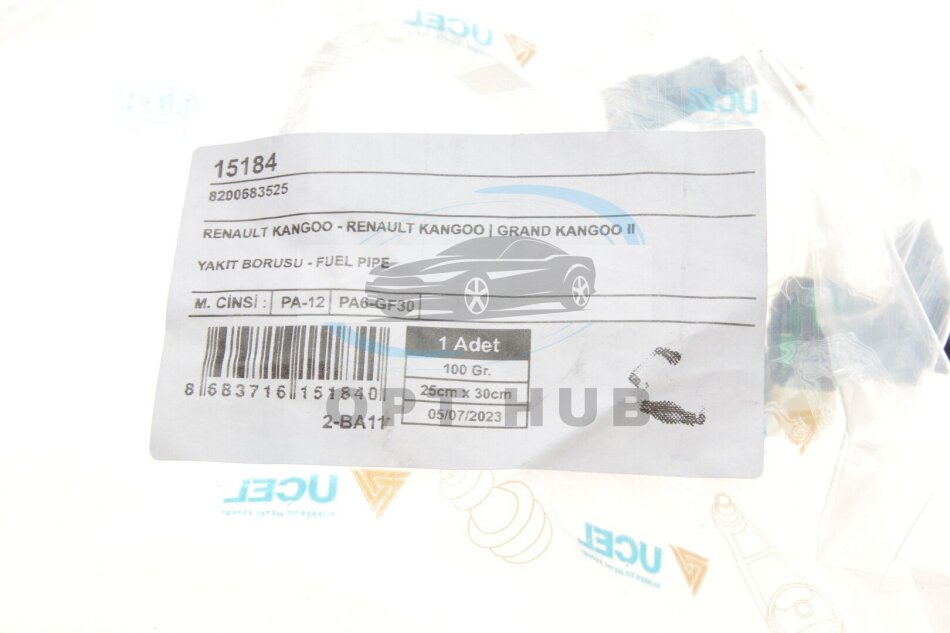 UCEL
UCEL
15184
8200683525
RENAULT KANGOO - RENAULT KANGOO | GRAND KANGOO II
YAKIT BORUSU - FUEL PIPE
M. CİNSİ : PA-12 PA6-GF30
1 Adet
100 Gr.
25cm x 30cm
05/07/2023
8 683716 151840
2-BA11
OPT HUB
UCEL
UCEL